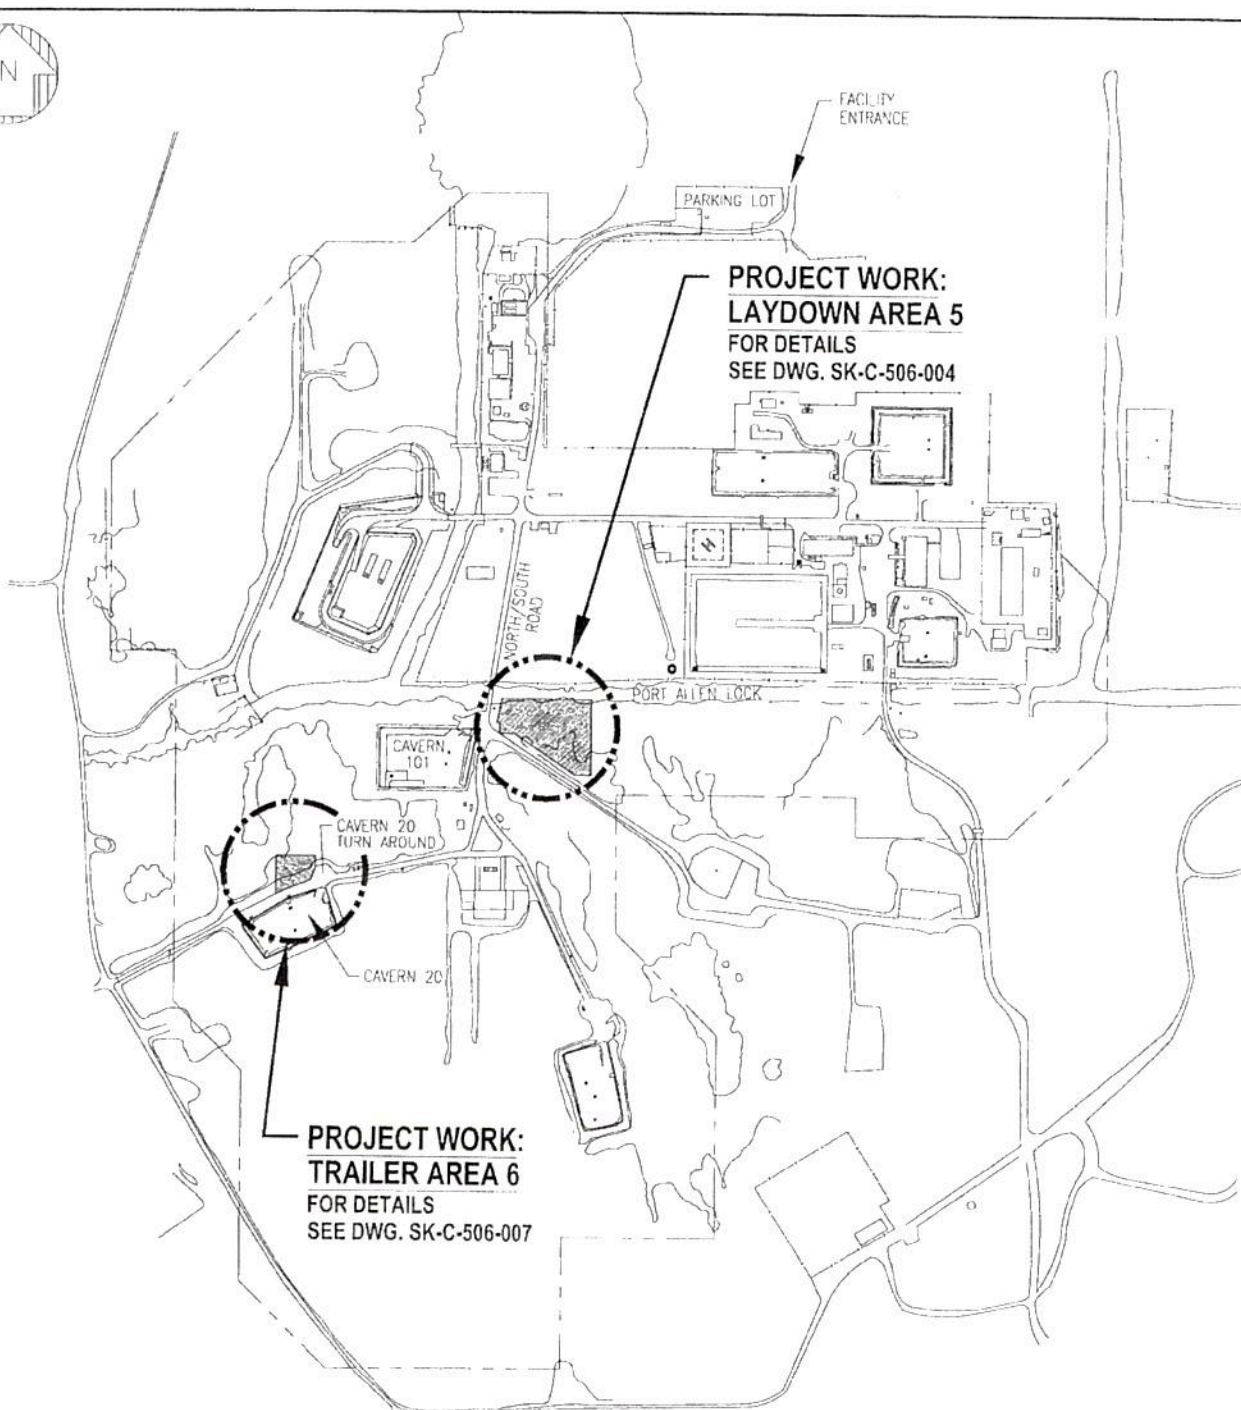 N
FACILITY
ENTRANCE
PARKING LOT
PROJECT WORK:
LAYDOWN AREA 5
FOR DETAILS
SEE DWG. SK-C-506-004
H
NORTH/SOUTH
ROAD
PORT ALLEN LOCK
CAVERN
101
CAVERN 20
TURN AROUND
CAVERN 20
PROJECT WORK:
TRAILER AREA 6
FOR DETAILS
SEE DWG. SK-C-506-007